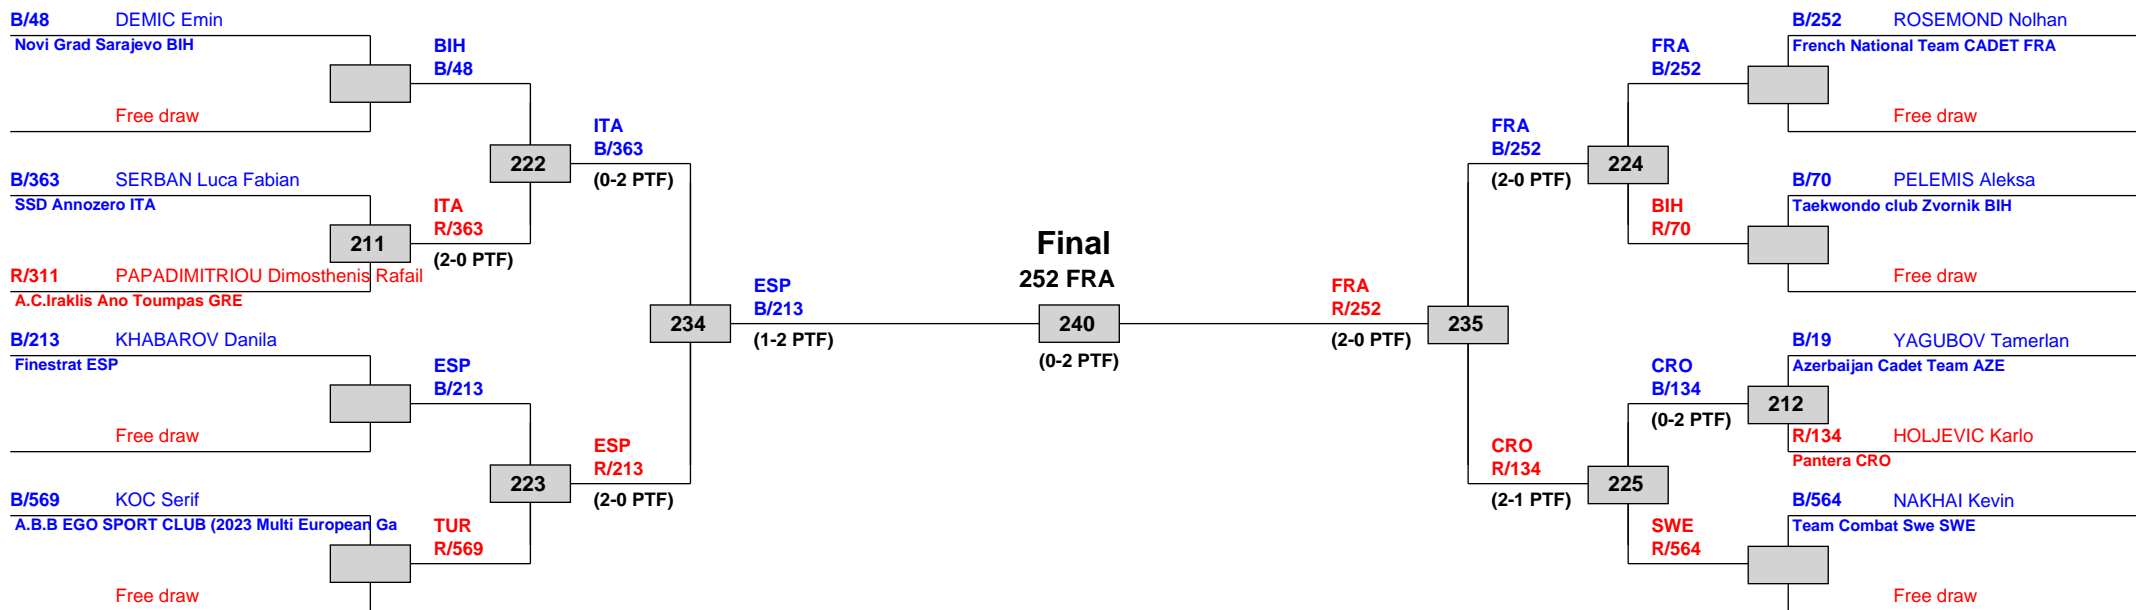 B/48 DEMIC Emin
Novi Grad Sarajevo BIH
Free draw
B/363 SERBAN Luca Fabian
SSD Annozero ITA
211
R/311 PAPADIMITRIOU Dimosthenis Rafail
A.C.Iraklis Ano Toumpas GRE
B/213 KHABAROV Danila
Finestrat ESP
Free draw
B/569 KOC Serif
A.B.B EGO SPORT CLUB (2023 Multi European Ga
Free draw
BIH
B/48
222
ITA
R/363
(2-0 PTF)
ESP
B/213
223
TUR
R/569
ITA
B/363
(0-2 PTF)
234
ESP
R/213
(2-0 PTF)
ESP
B/213
(1-2 PTF)
Final
252 FRA
240
(0-2 PTF)
FRA
R/252
(2-0 PTF)
235
FRA
B/252
(2-0 PTF)
CRO
R/134
(2-1 PTF)
FRA
B/252
224
BIH
R/70
CRO
B/134
(0-2 PTF)
225
SWE
R/564
B/252 ROSEMOND Nolhan
French National Team CADET FRA
Free draw
B/70 PELEMIS Aleksa
Taekwondo club Zvornik BIH
Free draw
B/19 YAGUBOV Tamerlan
Azerbaijan Cadet Team AZE
212
R/134 HOLJEVIC Karlo
Pantera CRO
B/564 NAKHAI Kevin
Team Combat Swe SWE
Free draw